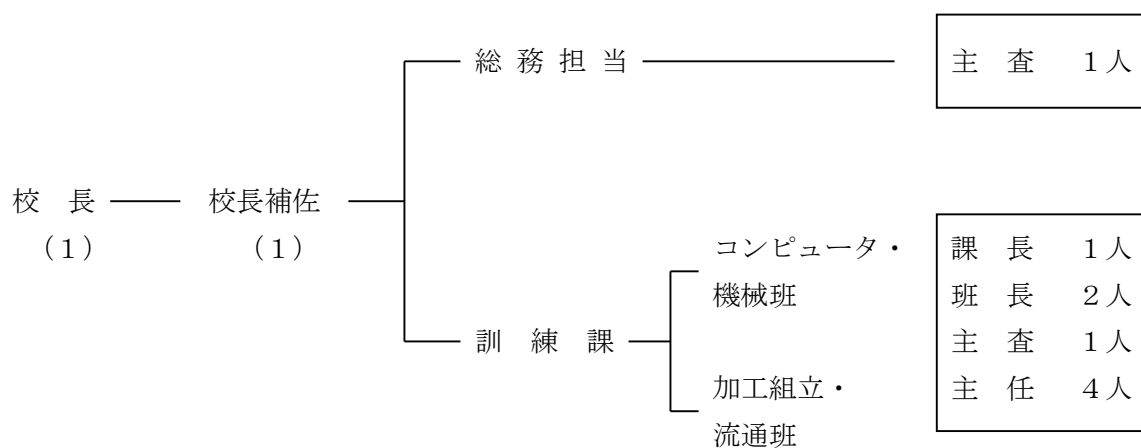 総務担当
主査 1人
校長 校長補佐
（1） （1）
コンピュータ・
機械班
訓練課
加工組立・
流通班
課長 1人
班長 2人
主査 1人
主任 4人